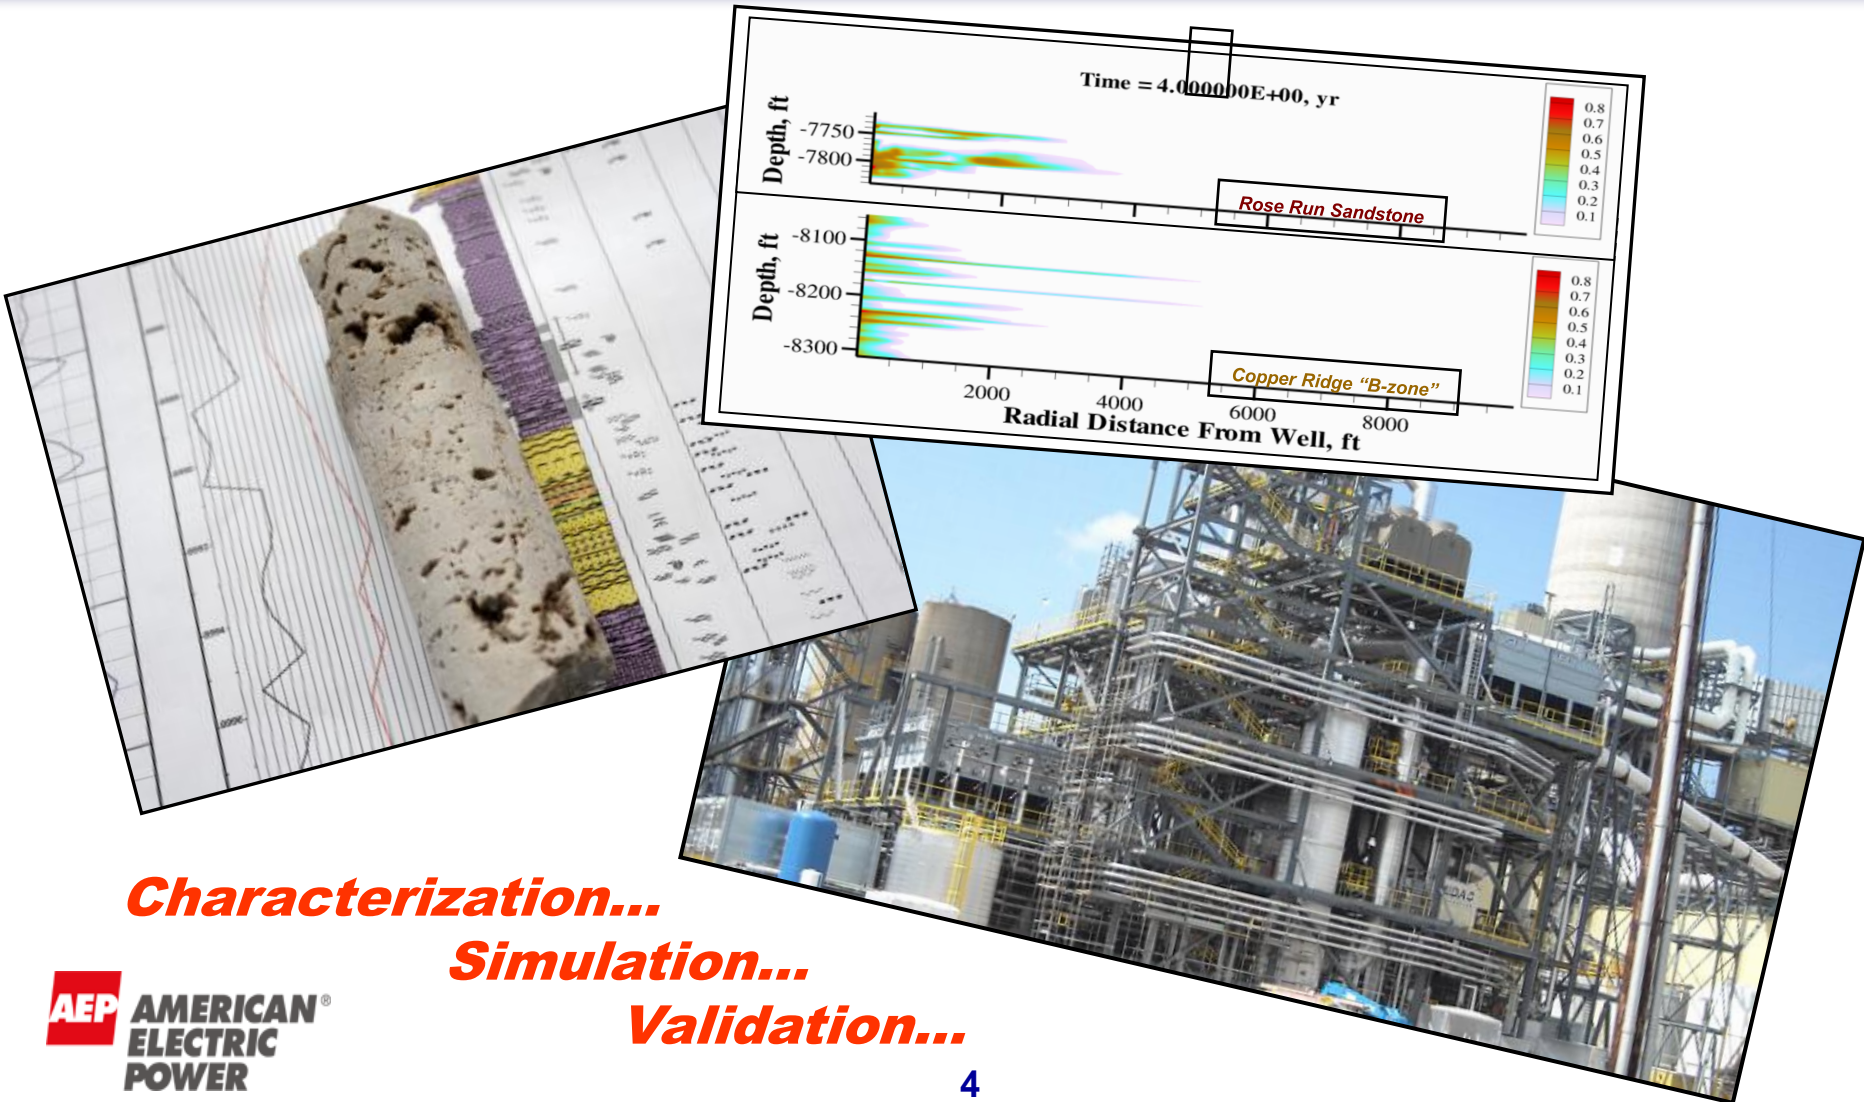 Time = 4.000000E+00, yr
Depth, ft
-7750
-7800
0.8
0.7
0.6
0.5
0.4
0.3
0.2
0.1
Rose Run Sandstone
Depth, ft
-8100
-8200
-8300
0.8
0.7
0.6
0.5
0.4
0.3
0.2
0.1
Copper Ridge “B-zone”
2000
4000
6000
8000
Radial Distance From Well, ft
Characterization...
Simulation...
Validation...
AEP
AMERICAN®
ELECTRIC
POWER
4